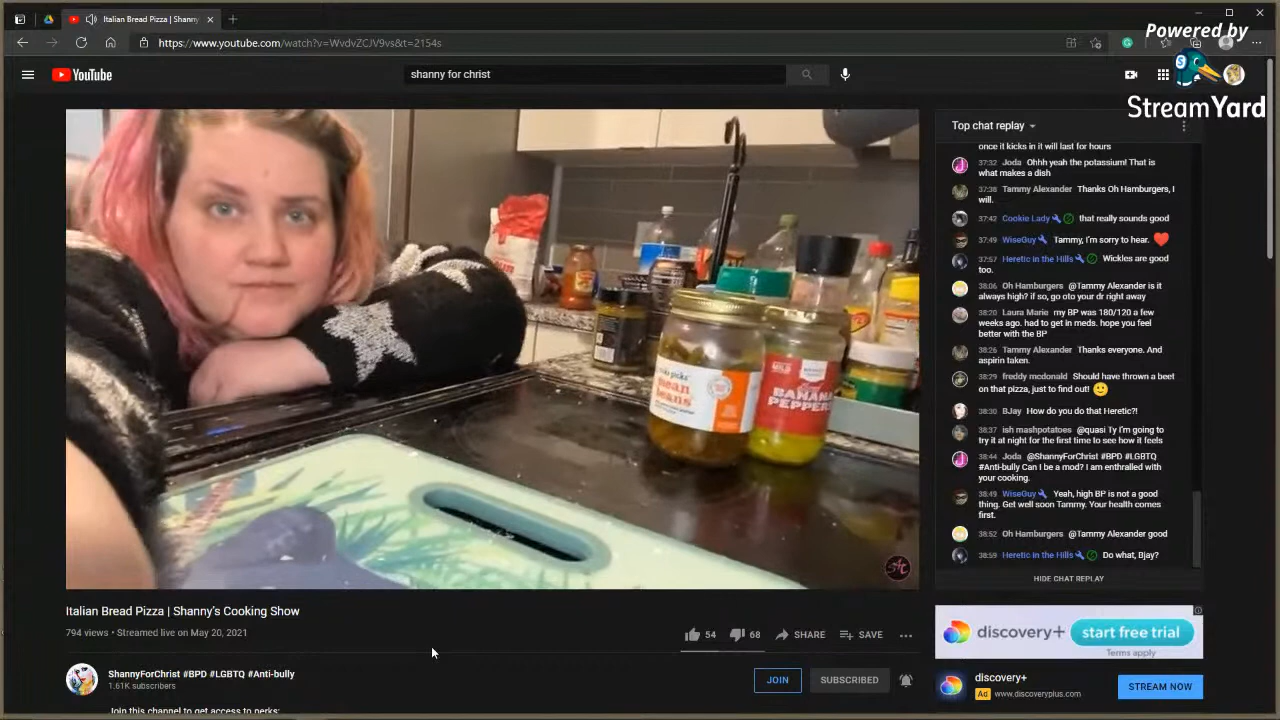 Italian Bread Pizza | Shanny
https://www.youtube.com/watch?v=WvdvZCJV9vs&t=2154s
Powered by
StreamYard
YouTube
shanny for christ
Top chat replay
once it kicks in it will last for hours
37:32 Joda Ohhh yeah the potassium! That is
what makes a dish
37:38 Tammy Alexander Thanks Oh Hamburgers, I
will.
37:42 Cookie Lady that really sounds good
37:49 WiseGuy Tammy, I'm sorry to hear.
37:57 Heretic in the Hills Wickles are good
too.
38:06 Oh Hamburgers @Tammy Alexander is it
always high? if so, go oto your dr right away
38:20 Laura Marie my BP was 180/120 a few
weeks ago. had to get in meds. hope you feel
better with the BP
38:26 Tammy Alexander Thanks everyone. And
aspirin taken.
38:29 freddy mcdonald Should have thrown a beet
on that pizza, just to find out!
38:30 BJay How do you do that Heretic?!
38:37 ish mashpotatoes @quasi Ty I'm going to
try it at night for the first time to see how it feels
38:44 Joda @ShannyForChrist #BPD #LGBTQ
#Anti-bully Can I be a mod? I am enthralled with
your cooking.
38:49 WiseGuy Yeah, high BP is not a good
thing. Get well soon Tammy. Your health comes
first.
38:52 Oh Hamburgers @Tammy Alexander good
38:59 Heretic in the Hills Do what, Bjay?
HIDE CHAT REPLAY
mean
beans
MILD
BANANA
PEPPER
Italian Bread Pizza | Shanny's Cooking Show
794 views • Streamed live on May 20, 2021
54
68
SHARE
SAVE
ShannyForChrist #BPD #LGBTQ #Anti-bully
1.61K subscribers
JOIN
SUBSCRIBED
Join this channel to get access to perks:
discovery+
start free trial
Terms apply
discovery+
Ad www.discoveryplus.com
STREAM NOW